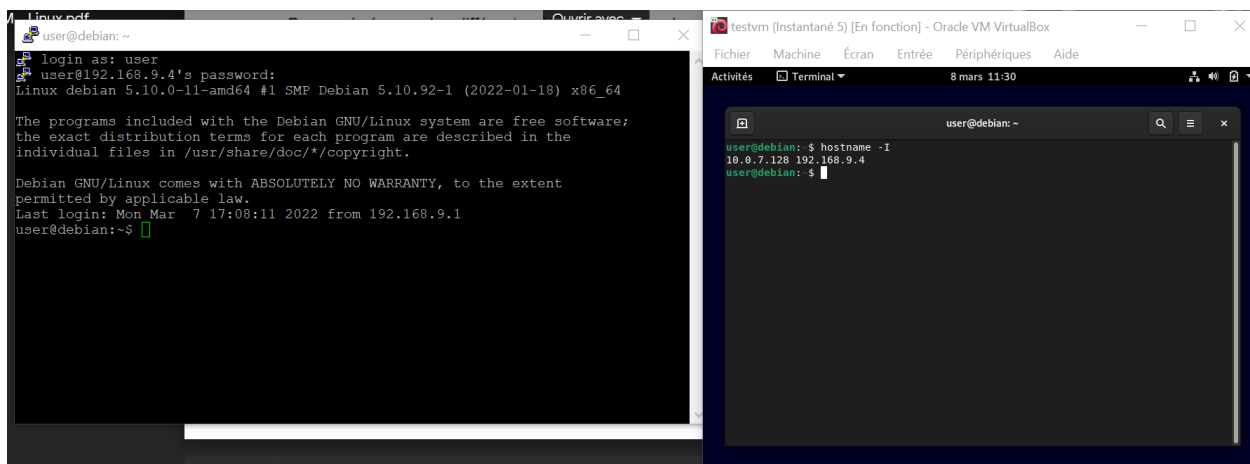 Linux.pdf
Ouvrir avec
user@debian: ~
login as: user
user@192.168.9.4's password:
Linux debian 5.10.0-11-amd64 #1 SMP Debian 5.10.92-1 (2022-01-18) x86_64
The programs included with the Debian GNU/Linux system are free software;
the exact distribution terms for each program are described in the
individual files in /usr/share/doc/*/copyright.
Debian GNU/Linux comes with ABSOLUTELY NO WARRANTY, to the extent
permitted by applicable law.
Last login: Mon Mar  7 17:08:11 2022 from 192.168.9.1
user@debian:~$
testvm (Instantané 5) [En fonction] - Oracle VM VirtualBox
Fichier Machine Écran Entrée Périphériques Aide
Activités Terminal 8 mars 11:30
user@debian: ~
user@debian:~$ hostname -I
10.0.7.128 192.168.9.4
user@debian:~$